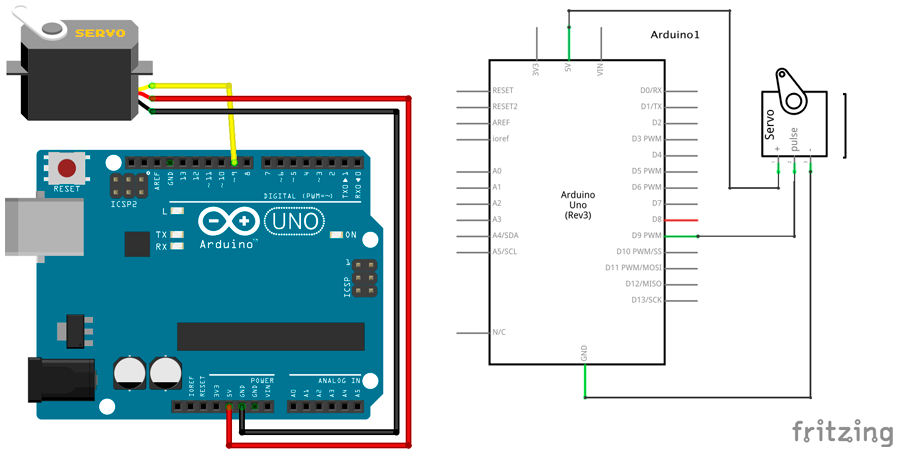 SERVO
RESET
ICSP2
AREF
GND
13
12
~11
~10
~9
8
7
~6
~5
4
~3
2
TX0▶1
RX0◀0
DIGITAL (PWM=~)
L
TX
RX
Arduino™
UNO
ON
1
ICSP
POWER
ANALOG IN
IOREF
RESET
3V3
5V
GND
GND
VIN
A0
A1
A2
A3
A4
A5
Arduino1
3V3
5V
VIN
RESET
RESET2
AREF
ioref
A0
A1
A2
A3
A4/SDA
A5/SCL
N/C
Arduino
Uno
(Rev3)
D0/RX
D1/TX
D2
D3 PWM
D4
D5 PWM
D6 PWM
D7
D8
D9 PWM
D10 PWM/SS
D11 PWM/MOSI
D12/MISO
D13/SCK
GND
Servo
+
pulse
-
fritzing